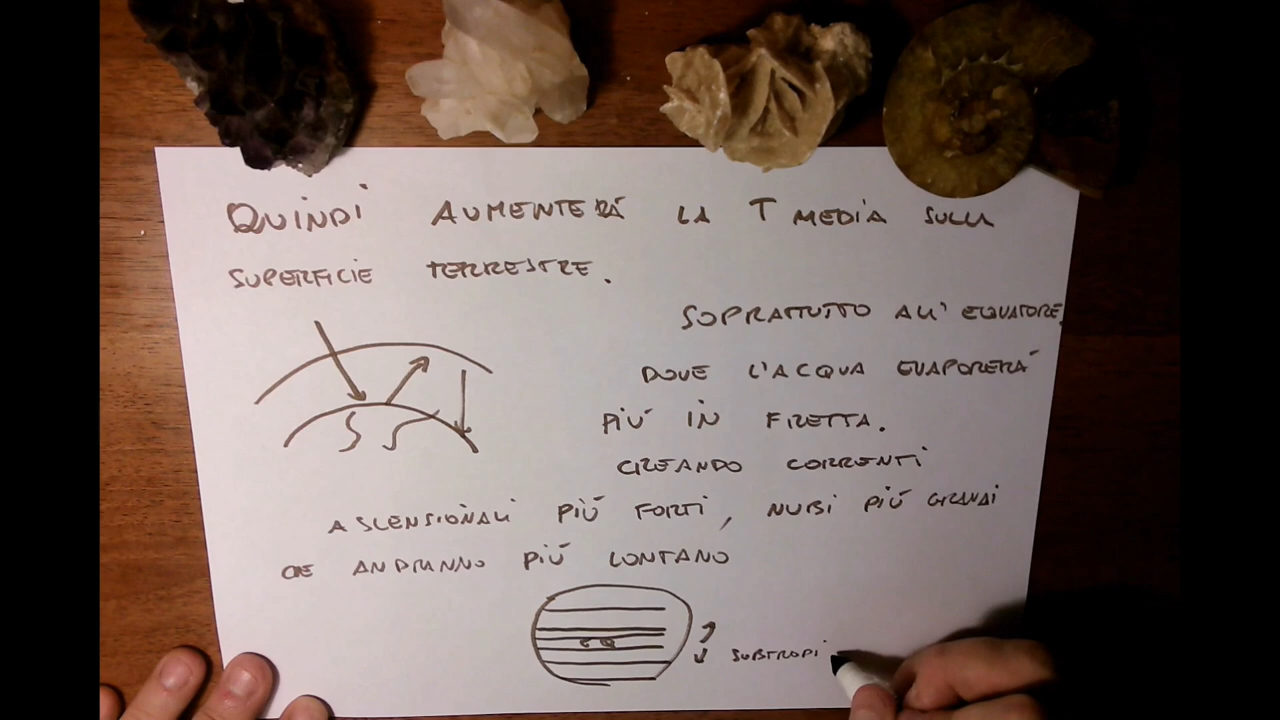 QUINDI AUMENTERÀ LA T MEDIA SULLA
SUPERFICIE TERRESTRE.
SOPRATTUTTO ALL'EQUATORE,
DOVE L'ACQUA EVAPORERÀ
PIÙ IN FRETTA.
CREANDO CORRENTI
ASCENSIONALI PIÙ FORTI, NUBI PIÙ GRANDI
CHE ANDRANNO PIÙ LONTANO
EQ
SUBTROPI